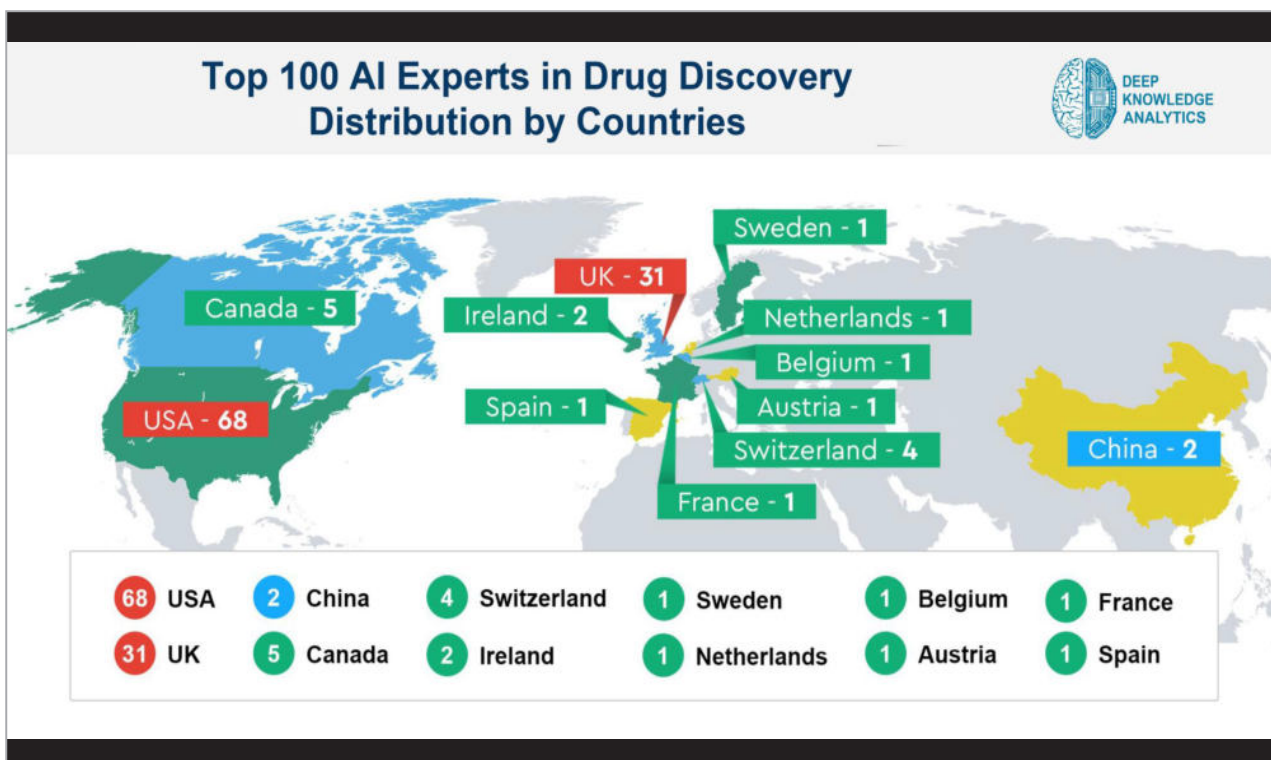 Top 100 AI Experts in Drug Discovery
Distribution by Countries
DEEP
KNOWLEDGE
ANALYTICS
Sweden - 1
UK - 31
Canada - 5
Ireland - 2
Netherlands - 1
Belgium - 1
USA - 68
Spain - 1
Austria - 1
Switzerland - 4
China - 2
France - 1
68 USA
2 China
4 Switzerland
1 Sweden
1 Belgium
1 France
31 UK
5 Canada
2 Ireland
1 Netherlands
1 Austria
1 Spain